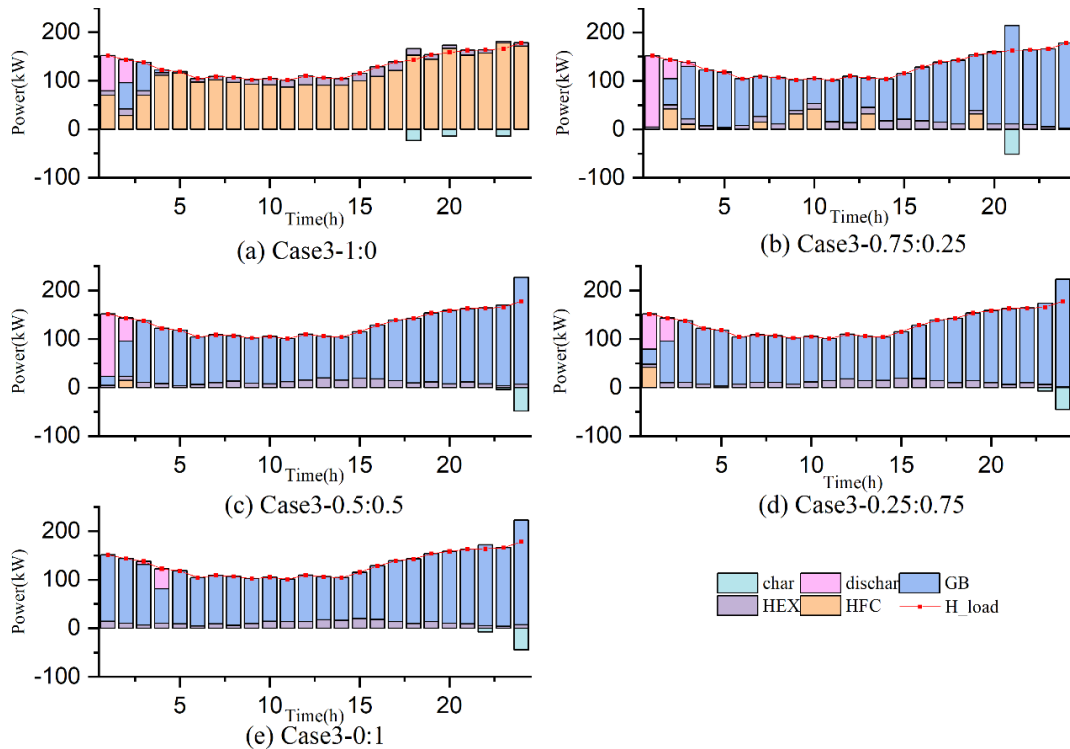 200
100
0
-100
Power(kW)
5
10
15
20
Time(h)
(a) Case3-1:0
200
100
0
-100
Power(kW)
5
10
15
20
Time(h)
(b) Case3-0.75:0.25
200
100
0
-100
Power(kW)
5
10
15
20
Time(h)
(c) Case3-0.5:0.5
200
100
0
-100
Power(kW)
5
10
15
20
Time(h)
(d) Case3-0.25:0.75
200
100
0
-100
Power(kW)
5
10
15
20
Time(h)
(e) Case3-0:1
char dischar GB
HEX HFC H_load